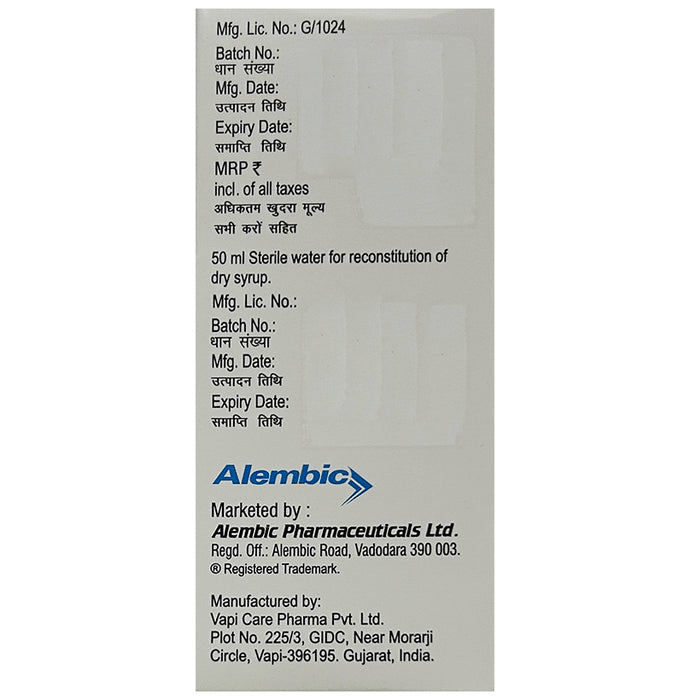 Mfg. Lic. No.: G/1024
Batch No.:
धान संख्या
Mfg. Date:
उत्पादन तिथि
Expiry Date:
समाप्ति तिथि
MRP ₹
incl. of all taxes
अधिकतम खुदरा मूल्य
सभी करों सहित
50 ml Sterile water for reconstitution of
dry syrup.
Mfg. Lic. No.:
Batch No.:
धान संख्या
Mfg. Date:
उत्पादन तिथि
Expiry Date:
समाप्ति तिथि
Alembic
Marketed by :
Alembic Pharmaceuticals Ltd.
Regd. Off.: Alembic Road, Vadodara 390 003.
® Registered Trademark.
Manufactured by:
Vapi Care Pharma Pvt. Ltd.
Plot No. 225/3, GIDC, Near Morarji
Circle, Vapi-396195. Gujarat, India.